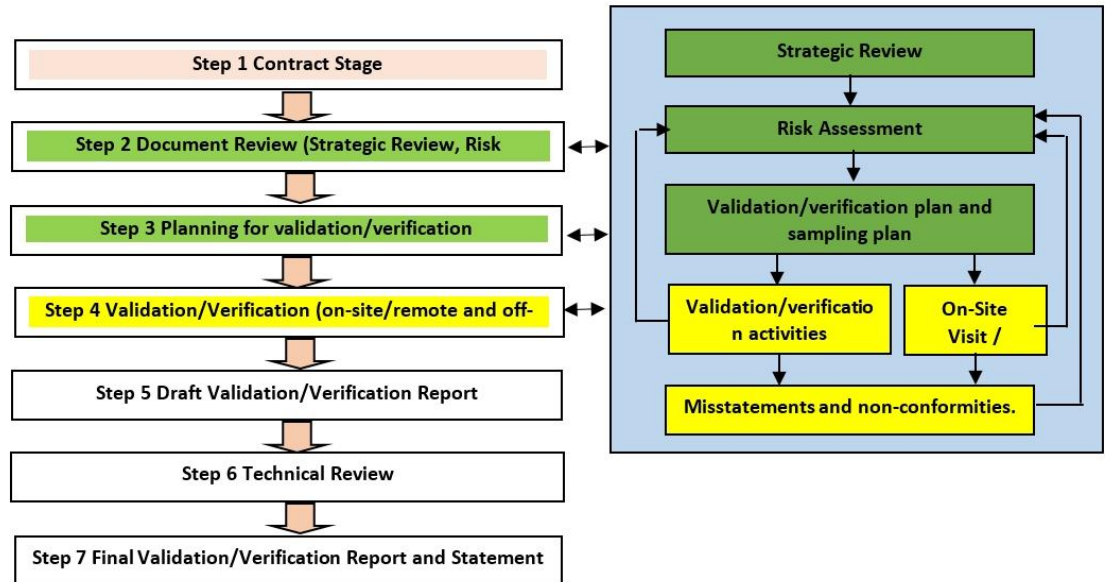 Step 1 Contract Stage
Step 2 Document Review (Strategic Review, Risk
Step 3 Planning for validation/verification
Step 4 Validation/Verification (on-site/remote and off-
Step 5 Draft Validation/Verification Report
Step 6 Technical Review
Step 7 Final Validation/Verification Report and Statement
Strategic Review
Risk Assessment
Validation/verification plan and
sampling plan
Validation/verificatio
n activities
On-Site
Visit /
Misstatements and non-conformities.